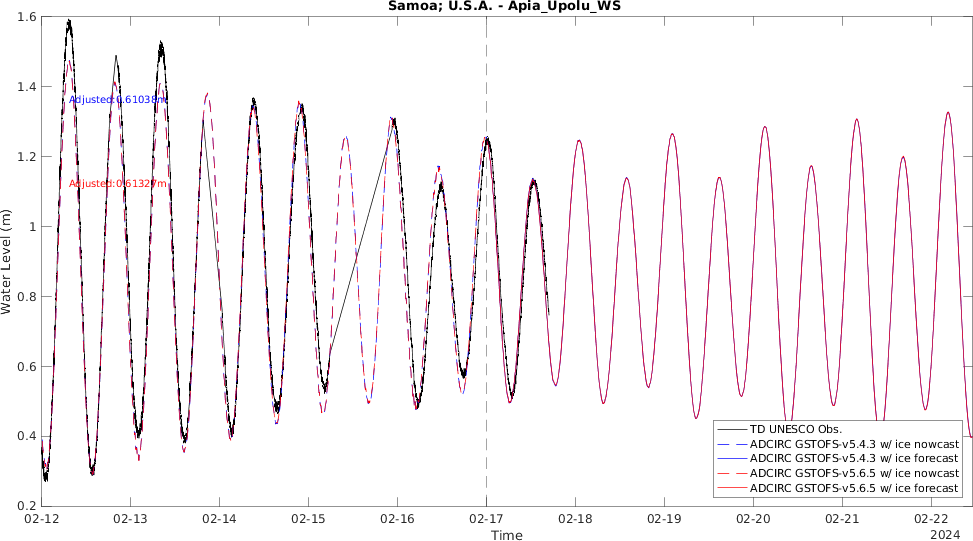 Samoa; U.S.A. - Apia_Upolu_WS
1.6
1.4
1.2
1
0.8
0.6
0.4
0.2
Water Level (m)
Adjusted:0.61038m
Adjusted:0.61327m
TD UNESCO Obs.
ADCIRC GSTOFS-v5.4.3 w/ ice nowcast
ADCIRC GSTOFS-v5.4.3 w/ ice forecast
ADCIRC GSTOFS-v5.6.5 w/ ice nowcast
ADCIRC GSTOFS-v5.6.5 w/ ice forecast
02-12 02-13 02-14 02-15 02-16 02-17 02-18 02-19 02-20 02-21 02-22
Time
2024